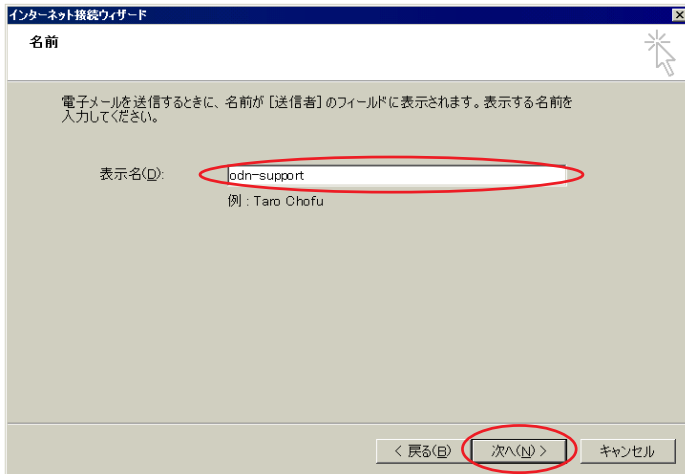 インターネット接続ウィザード
名前
電子メールを送信するときに、名前が [送信者] のフィールドに表示されます。表示する名前を
入力してください。
表示名(D): odn-support
例 : Taro Chofu
< 戻る(B) 次へ(N) > キャンセル